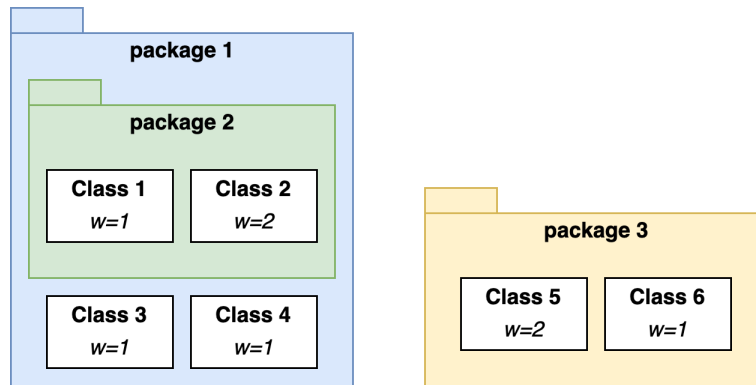 package 1
package 2
Class 1
w=1
Class 2
w=2
Class 3
w=1
Class 4
w=1
package 3
Class 5
w=2
Class 6
w=1